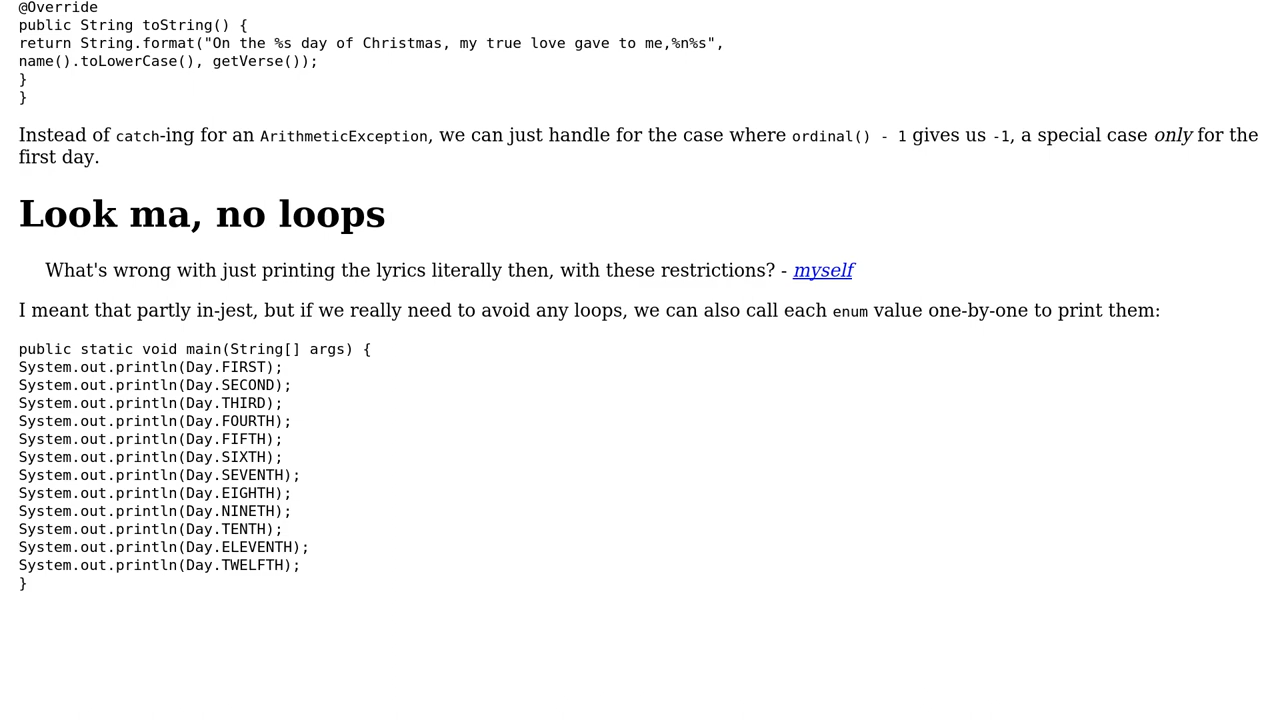 @Override
public String toString() {
return String.format("On the %s day of Christmas, my true love gave to me,%n%s",
name().toLowerCase(), getVerse());
}
}
Instead of catch-ing for an ArithmeticException, we can just handle for the case where ordinal() - 1 gives us -1, a special case only for the
first day.
Look ma, no loops
What's wrong with just printing the lyrics literally then, with these restrictions? - myself
I meant that partly in-jest, but if we really need to avoid any loops, we can also call each enum value one-by-one to print them:
public static void main(String[] args) {
System.out.println(Day.FIRST);
System.out.println(Day.SECOND);
System.out.println(Day.THIRD);
System.out.println(Day.FOURTH);
System.out.println(Day.FIFTH);
System.out.println(Day.SIXTH);
System.out.println(Day.SEVENTH);
System.out.println(Day.EIGHTH);
System.out.println(Day.NINETH);
System.out.println(Day.TENTH);
System.out.println(Day.ELEVENTH);
System.out.println(Day.TWELFTH);
}